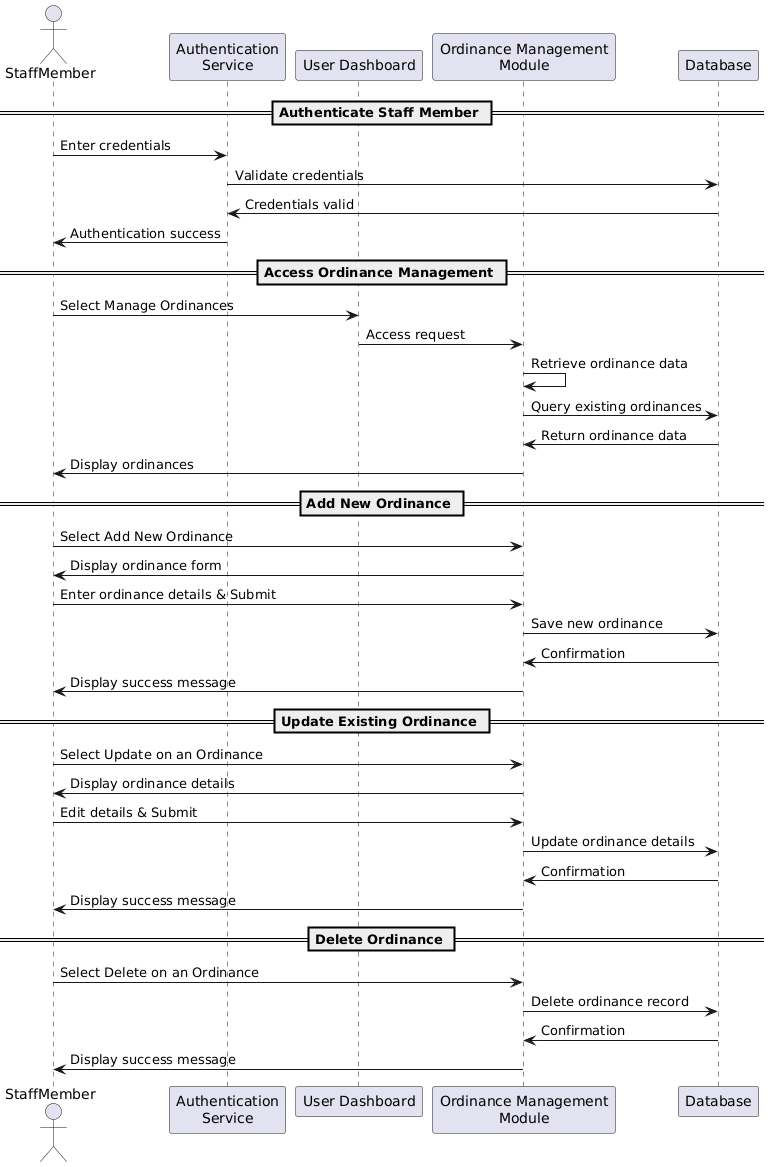 StaffMember
Authentication
Service
User Dashboard
Ordinance Management
Module
Database
Authenticate Staff Member
Enter credentials
Validate credentials
Credentials valid
Authentication success
Access Ordinance Management
Select Manage Ordinances
Access request
Retrieve ordinance data
Query existing ordinances
Return ordinance data
Display ordinances
Add New Ordinance
Select Add New Ordinance
Display ordinance form
Enter ordinance details & Submit
Save new ordinance
Confirmation
Display success message
Update Existing Ordinance
Select Update on an Ordinance
Display ordinance details
Edit details & Submit
Update ordinance details
Confirmation
Display success message
Delete Ordinance
Select Delete on an Ordinance
Delete ordinance record
Confirmation
Display success message
StaffMember
Authentication
Service
User Dashboard
Ordinance Management
Module
Database